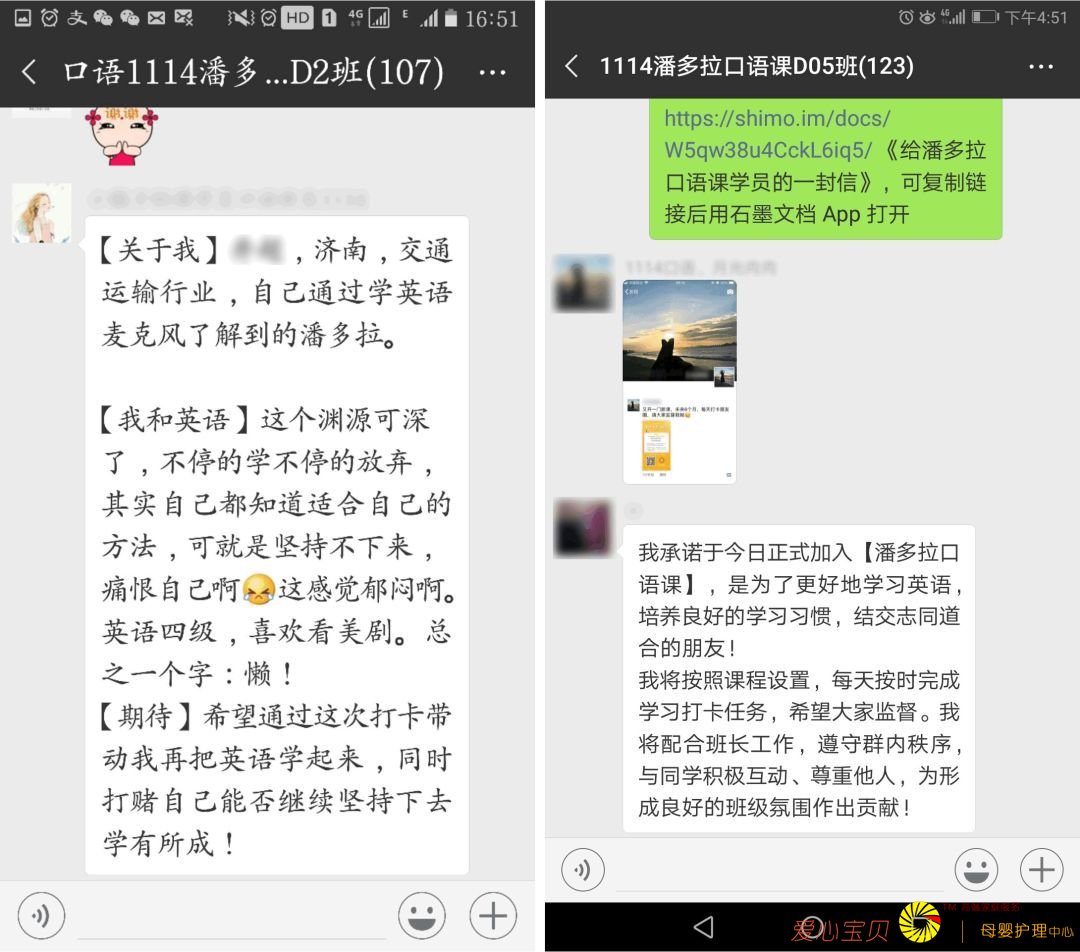 HD 1 4G E 16:51
口语1114潘多...D2班(107)
谢.谢
【关于我】，济南，交通
运输行业，自己通过学英语
麦克风了解到的潘多拉。
【我和英语】这个渊源可深
了，不停的学不停的放弃，
其实自己都知道适合自己的
方法，可就是坚持不下来，
痛恨自己啊😭这感觉郁闷啊。
英语四级，喜欢看美剧。总
之一个字：懒！
【期待】希望通过这次打卡带
动我再把英语学起来，同时
打赌自己能否继续坚持下去
学有所成！
4G 下午4:51
1114潘多拉口语课D05班(123)
https://shimo.im/docs/
W5qw38u4CckL6iq5/《给潘多拉
口语课学员的一封信》，可复制链
接后用石墨文档 App 打开
我承诺于今日正式加入【潘多拉口
语课】，是为了更好地学习英语，
培养良好的学习习惯，结交志同道
合的朋友！
我将按照课程设置，每天按时完成
学习打卡任务，希望大家监督。我
将配合班长工作，遵守群内秩序，
与同学积极互动、尊重他人，为形
成良好的班级氛围作出贡献！
爱心宝贝 TM
母婴护理中心